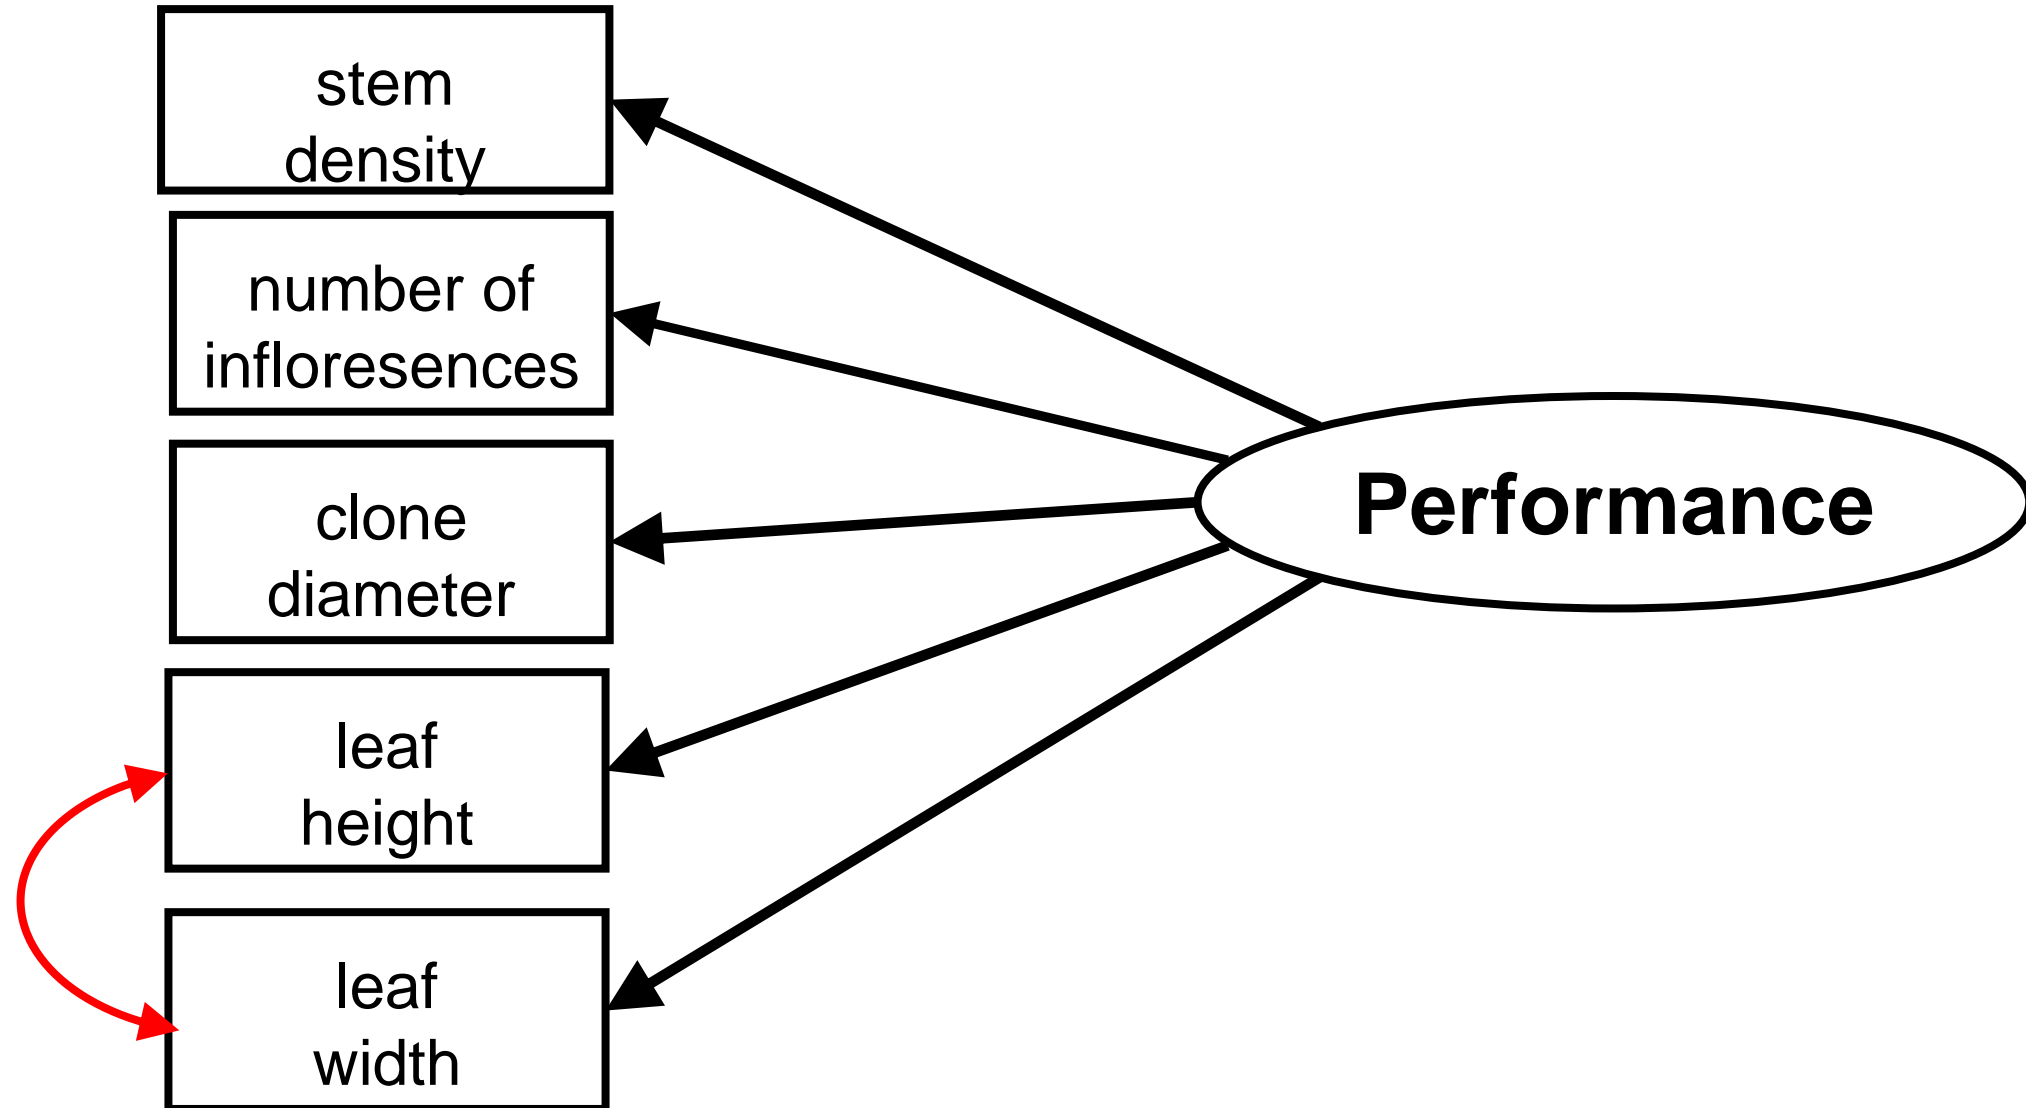 stem
density
number of
infloresences
clone
diameter
leaf
height
leaf
width
Performance